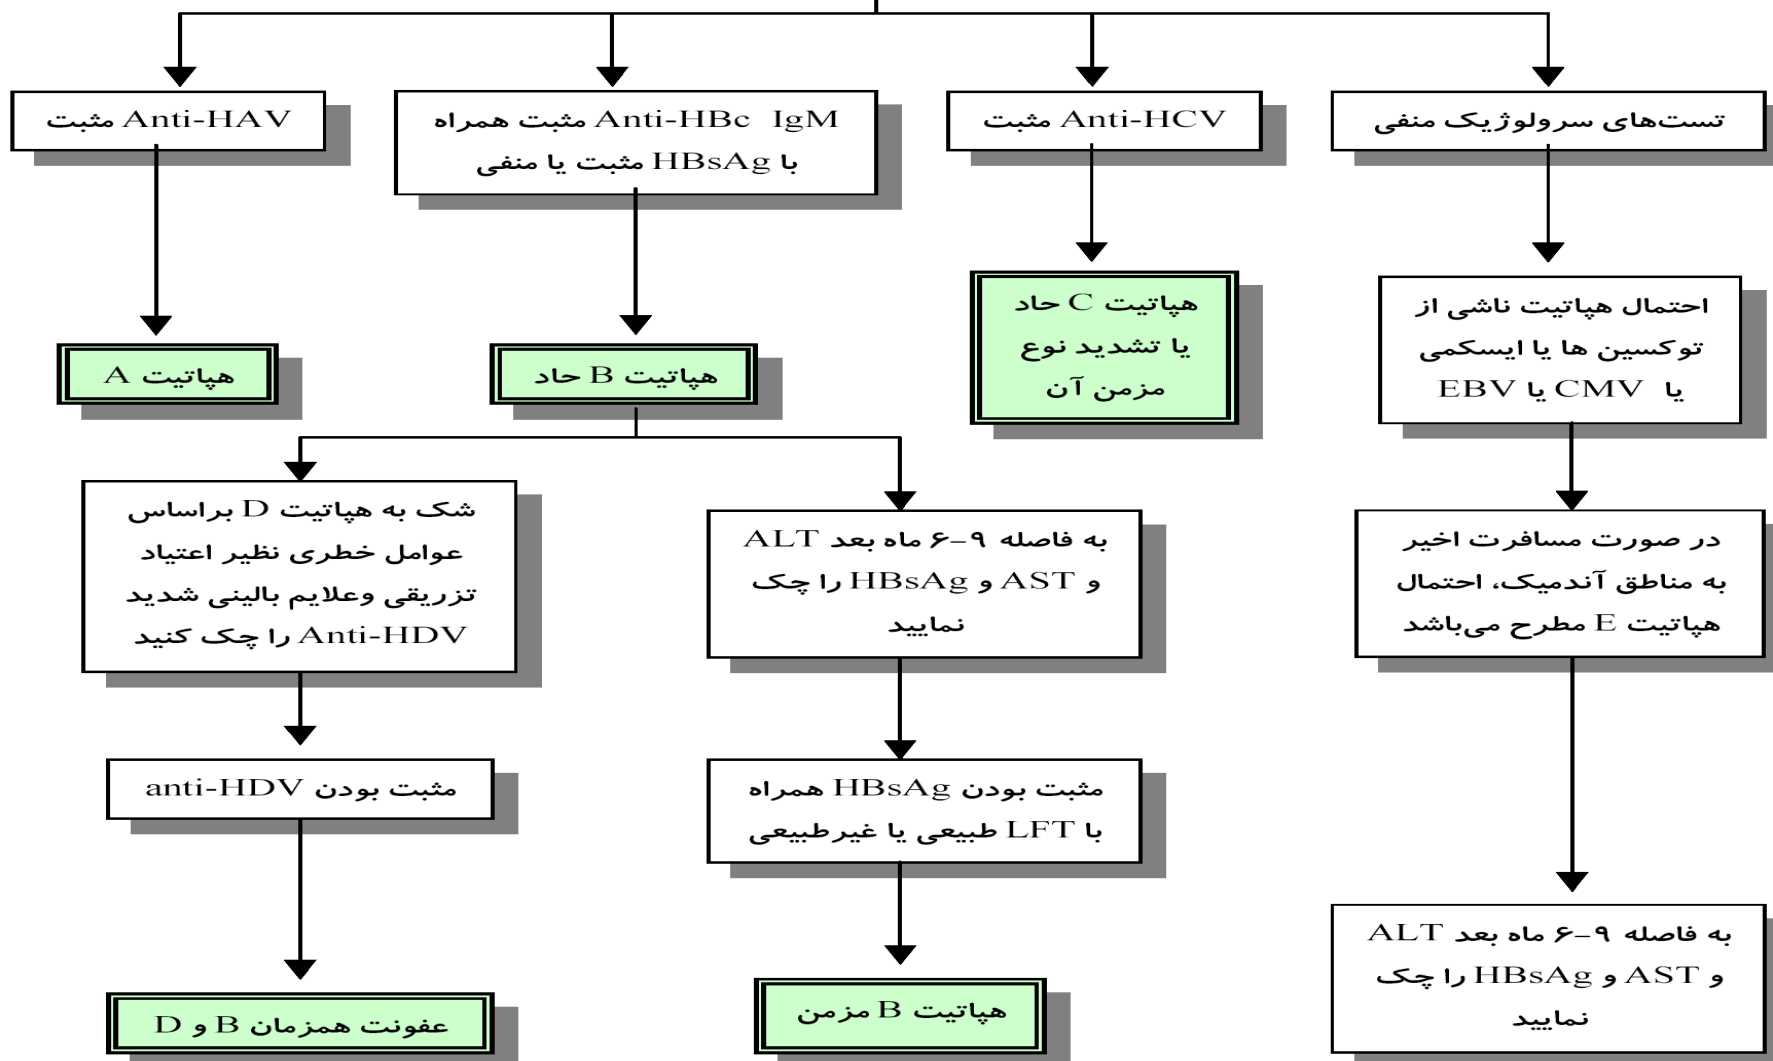 Anti-HAV مثبت
Anti-HBc IgM مثبت همراه
با HBsAg مثبت یا منفی
Anti-HCV مثبت
تست‌های سرولوژیک منفی
هپاتیت A
هپاتیت B حاد
هپاتیت C حاد
یا تشدید نوع
مزمن آن
احتمال هپاتیت ناشی از
توکسین ها یا ایسکمی
یا CMV یا EBV
شک به هپاتیت D براساس
عوامل خطری نظیر اعتیاد
تزریقی وعلایم بالینی شدید
Anti-HDV را چک کنید
به فاصله ۹-۶ ماه بعد ALT
و AST و HBsAg را چک
نمایید
در صورت مسافرت اخیر
به مناطق آندمیک، احتمال
هپاتیت E مطرح می‌باشد
مثبت بودن anti-HDV
مثبت بودن HBsAg همراه
با LFT طبیعی یا غیرطبیعی
عفونت همزمان B و D
هپاتیت B مزمن
به فاصله ۹-۶ ماه بعد ALT
و AST و HBsAg را چک
نمایید